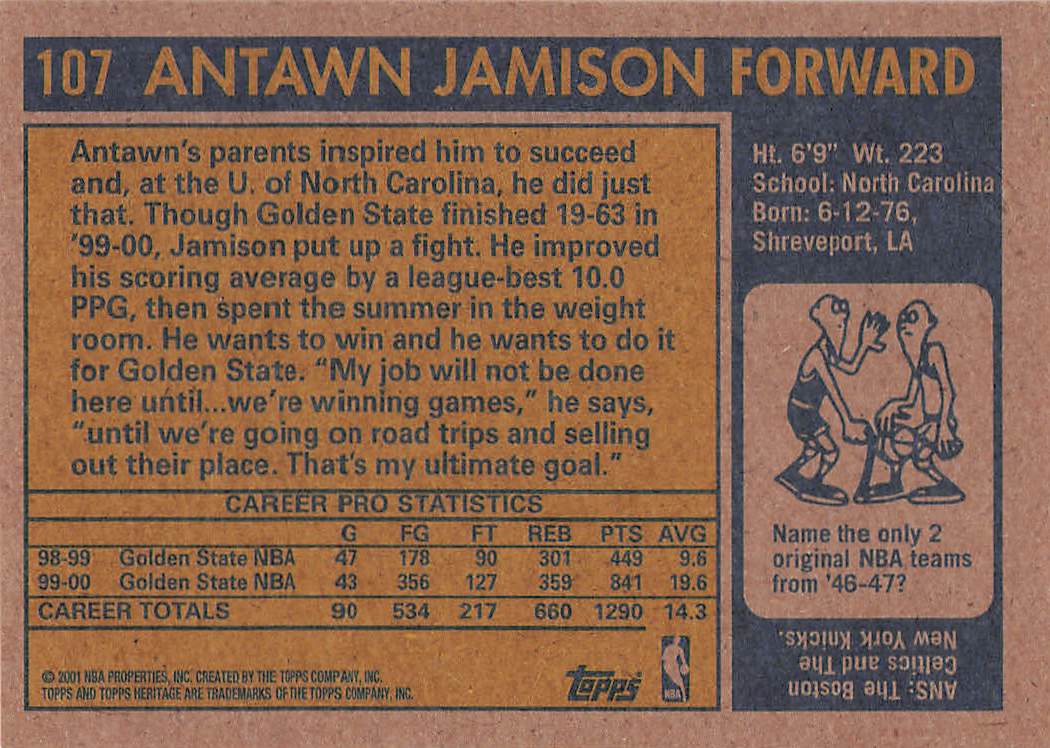 107 ANTAWN JAMISON FORWARD
Antawn's parents inspired him to succeed
and, at the U. of North Carolina, he did just
that. Though Golden State finished 19-63 in
'99-00, Jamison put up a fight. He improved
his scoring average by a league-best 10.0
PPG, then spent the summer in the weight
room. He wants to win and he wants to do it
for Golden State. "My job will not be done
here until...we're winning games," he says,
"until we're going on road trips and selling
out their place. That's my ultimate goal."
CAREER PRO STATISTICS
G FG FT REB PTS AVG
98-99 Golden State NBA 47 178 90 301 449 9.6
99-00 Golden State NBA 43 356 127 359 841 19.6
CAREER TOTALS 90 534 217 660 1290 14.3
© 2001 NBA PROPERTIES, INC. CREATED BY THE TOPPS COMPANY, INC.
TOPPS AND TOPPS HERITAGE ARE TRADEMARKS OF THE TOPPS COMPANY, INC.
Topps
NBA
Ht. 6'9" Wt. 223
School: North Carolina
Born: 6-12-76,
Shreveport, LA
Name the only 2
original NBA teams
from '46-47?
ANS: The Boston
Celtics and The
New York Knicks.